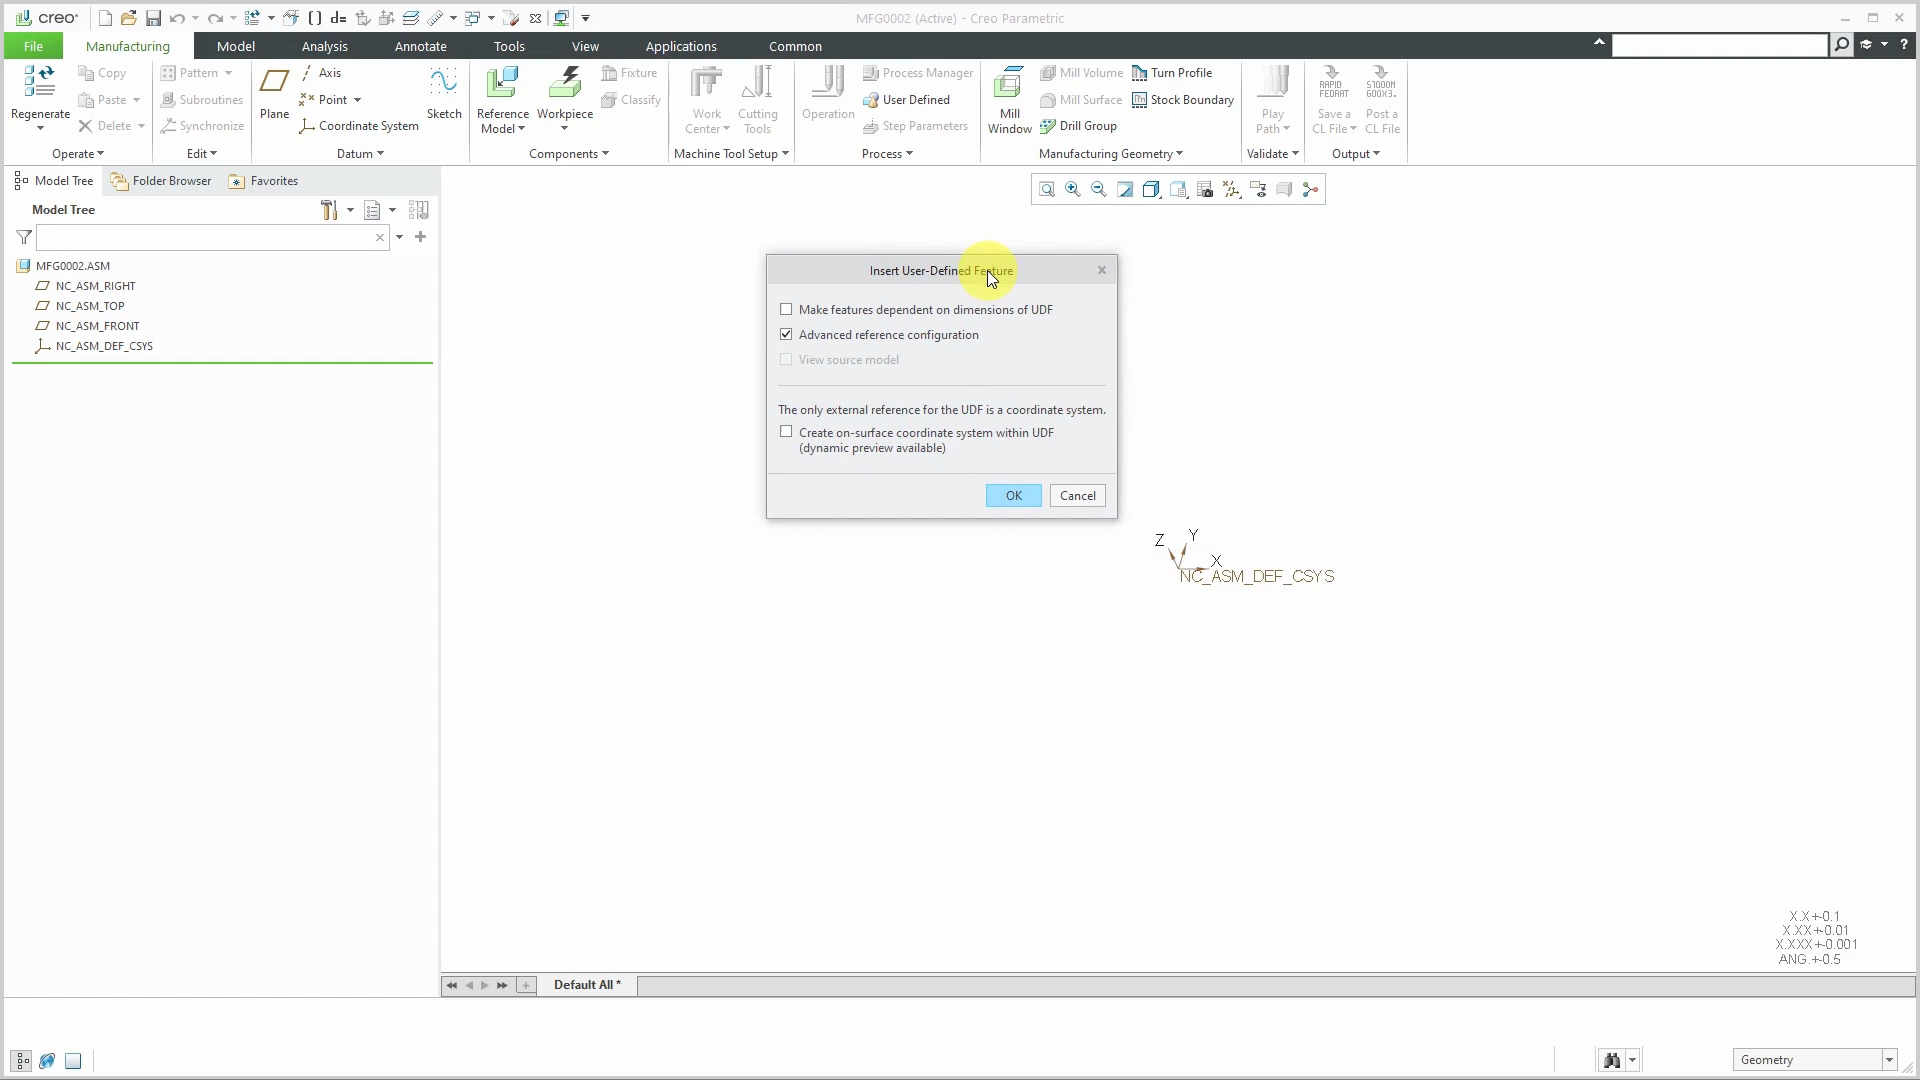 creo
MFG0002 (Active) - Creo Parametric
File
Manufacturing
Model
Analysis
Annotate
Tools
View
Applications
Common
Regenerate
Copy
Paste
Delete
Operate
Pattern
Subroutines
Synchronize
Edit
Plane
Axis
Point
Coordinate System
Sketch
Datum
Reference
Model
Workpiece
Fixture
Classify
Components
Work
Center
Cutting
Tools
Machine Tool Setup
Operation
Process Manager
User Defined
Step Parameters
Process
Mill
Window
Mill Volume
Mill Surface
Drill Group
Turn Profile
Stock Boundary
Manufacturing Geometry
Play
Path
Validate
RAPID
FEDRAT
Save a
CL File
S1000M
G00X3.
Post a
CL File
Output
Model Tree
Folder Browser
Favorites
Model Tree
MFG0002.ASM
NC_ASM_RIGHT
NC_ASM_TOP
NC_ASM_FRONT
NC_ASM_DEF_CSYS
Insert User-Defined Feature
Make features dependent on dimensions of UDF
Advanced reference configuration
View source model
The only external reference for the UDF is a coordinate system.
Create on-surface coordinate system within UDF
(dynamic preview available)
OK
Cancel
Z
Y
X
NC_ASM_DEF_CSYS
X.X+-0.1
X.XX+-0.01
X.XXX+-0.001
ANG.+-0.5
Default All *
Geometry